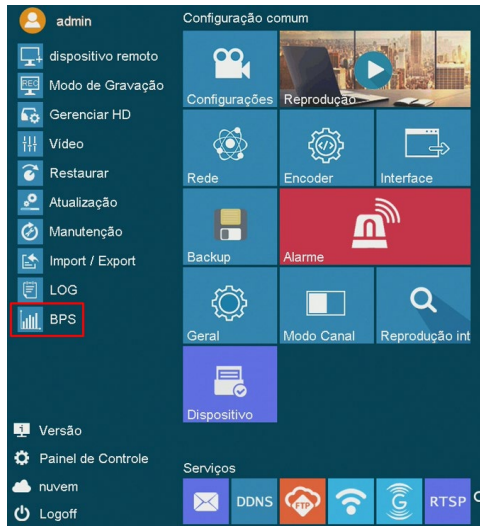 admin
dispositivo remoto
REC
Modo de Gravação
Gerenciar HD
Vídeo
Restaurar
Atualização
Manutenção
Import / Export
LOG
BPS
Versão
Painel de Controle
nuvem
Logoff
Configuração comum
Configurações
Reprodução
Rede
Encoder
Interface
Backup
Alarme
Geral
Modo Canal
Reprodução int
Dispositivo
Serviços
DDNS
FTP
G
RTSP